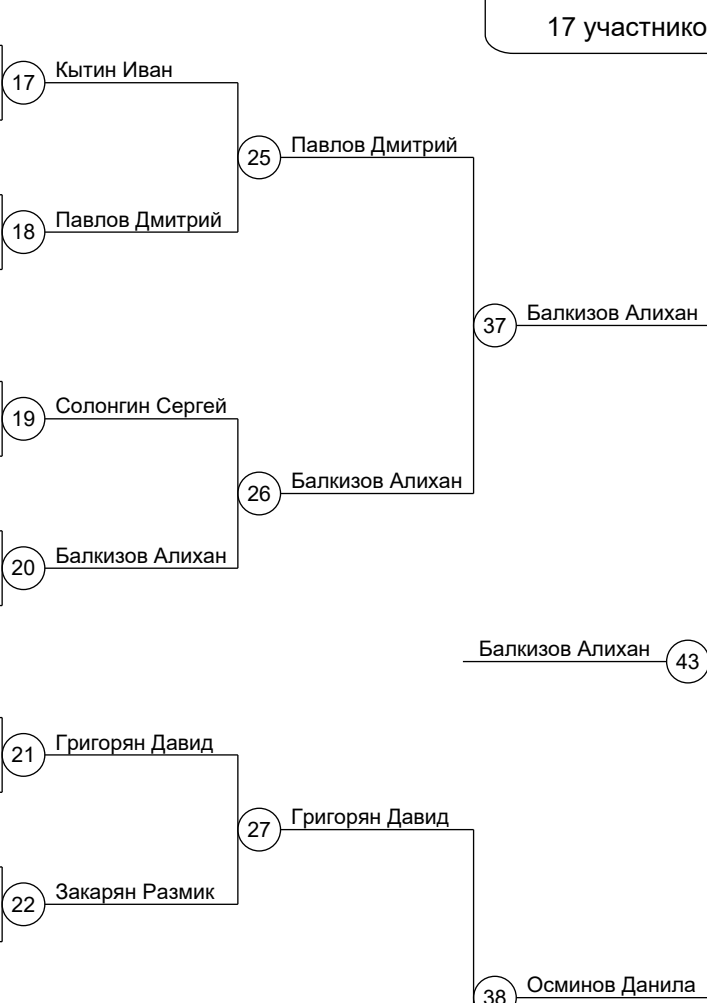 17 участнико
17 Кытин Иван
25 Павлов Дмитрий
18 Павлов Дмитрий
37 Балкизов Алихан
19 Солонгин Сергей
26 Балкизов Алихан
20 Балкизов Алихан
Балкизов Алихан 43
21 Григорян Давид
27 Григорян Давид
22 Закарян Размик
38 Осминов Данила